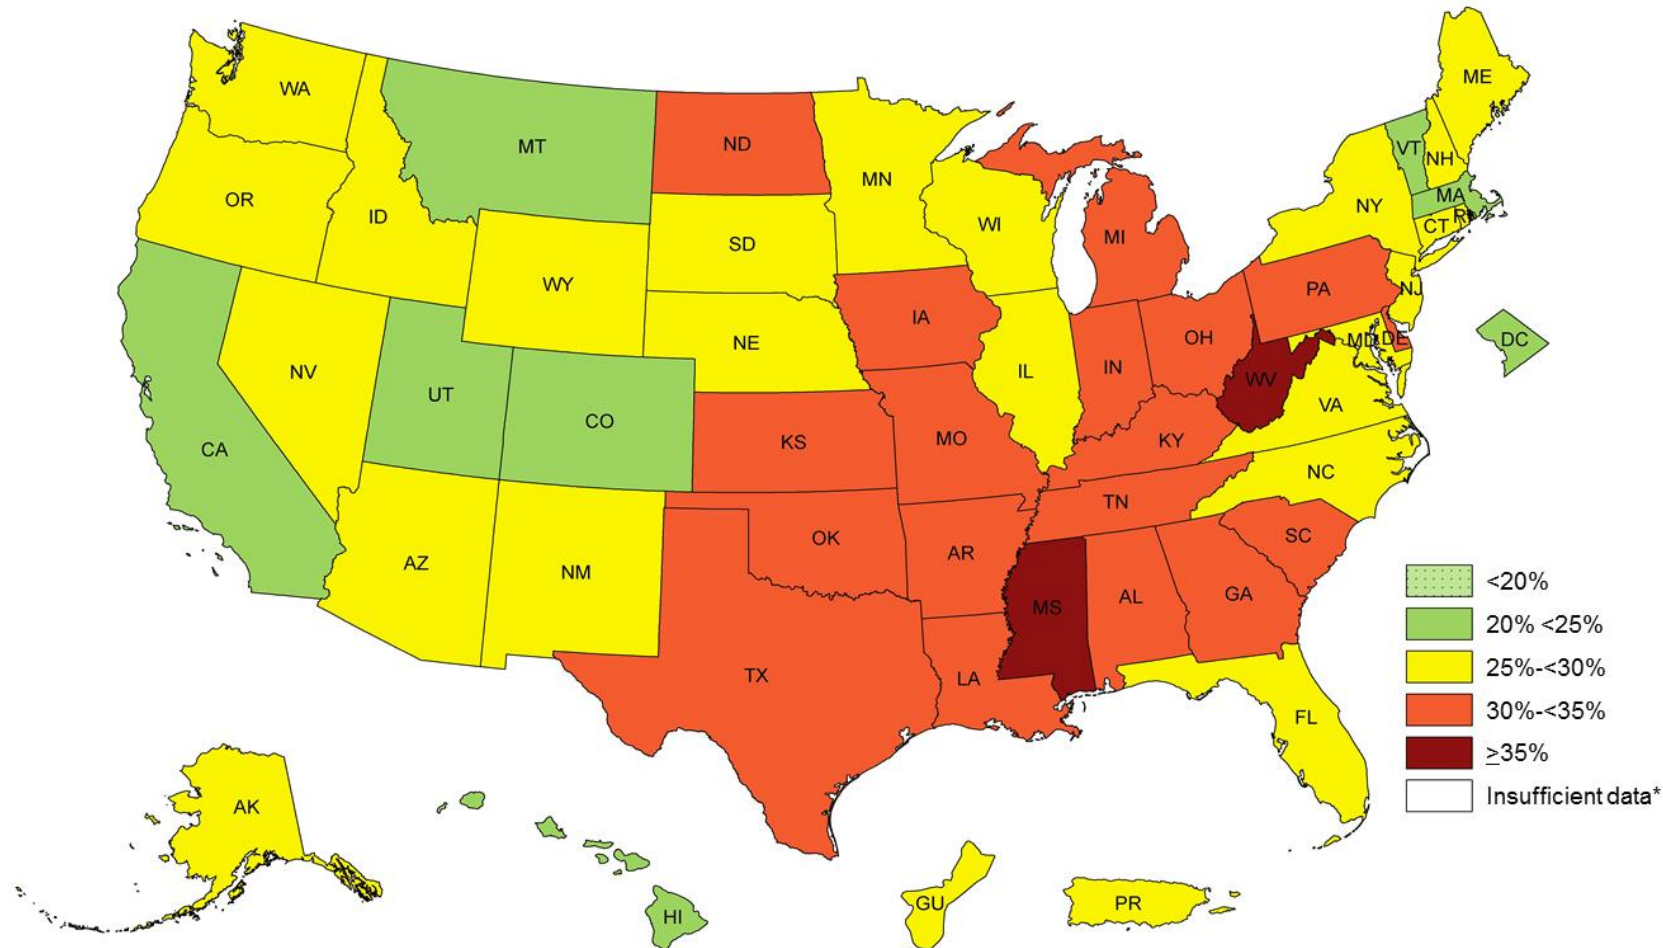 WA
OR
ID
MT
ND
MN
SD
WY
NE
NV
UT
CO
CA
AZ
NM
KS
OK
TX
IA
MO
AR
LA
WI
IL
MI
IN
OH
KY
TN
MS
AL
GA
SC
NC
VA
WV
PA
NY
VT
NH
ME
MA
CT
RI
NJ
MD
DE
DC
FL
AK
HI
GU
PR
<20%
20% <25%
25%-<30%
30%-<35%
≥35%
Insufficient data*